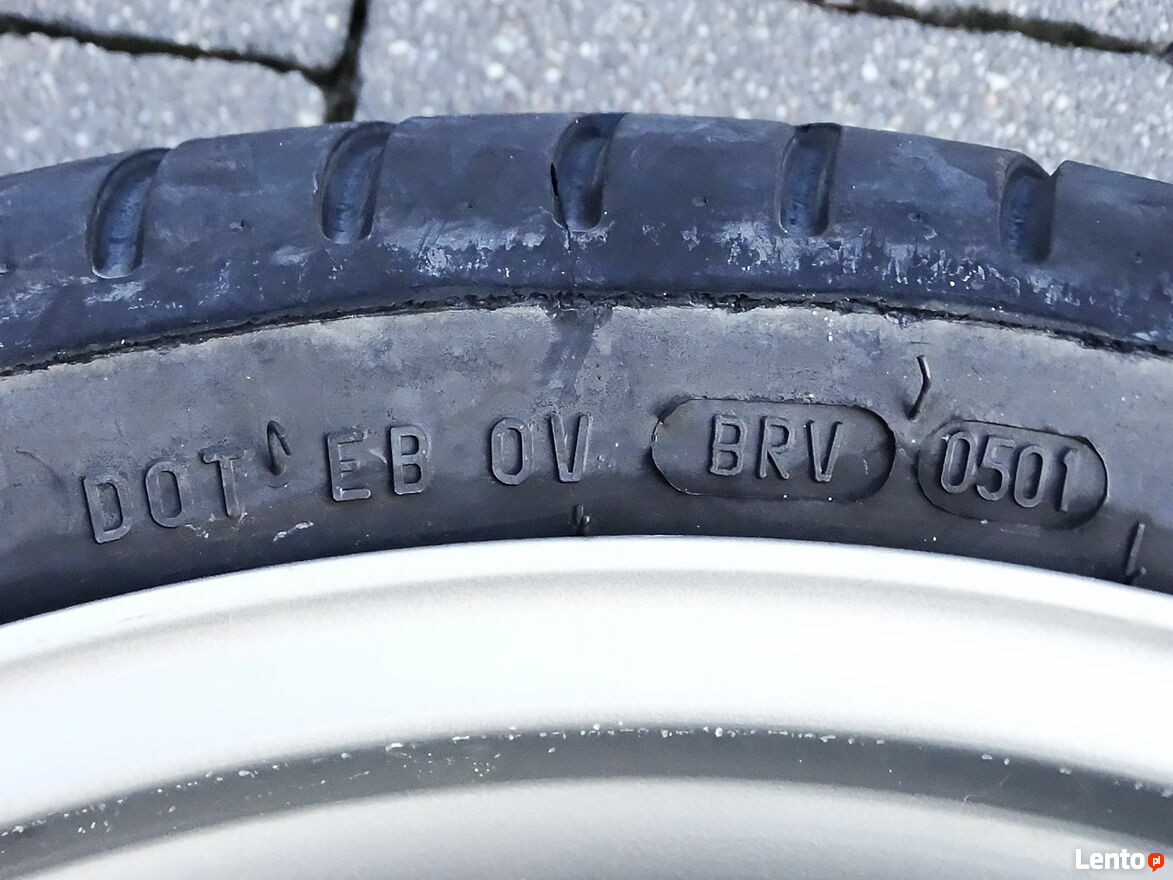 DOT EB OV BRV 0501
Lento pl